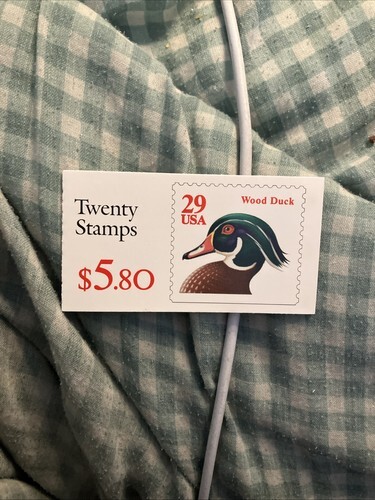 Twenty
Stamps
$5.80
29
USA
Wood Duck